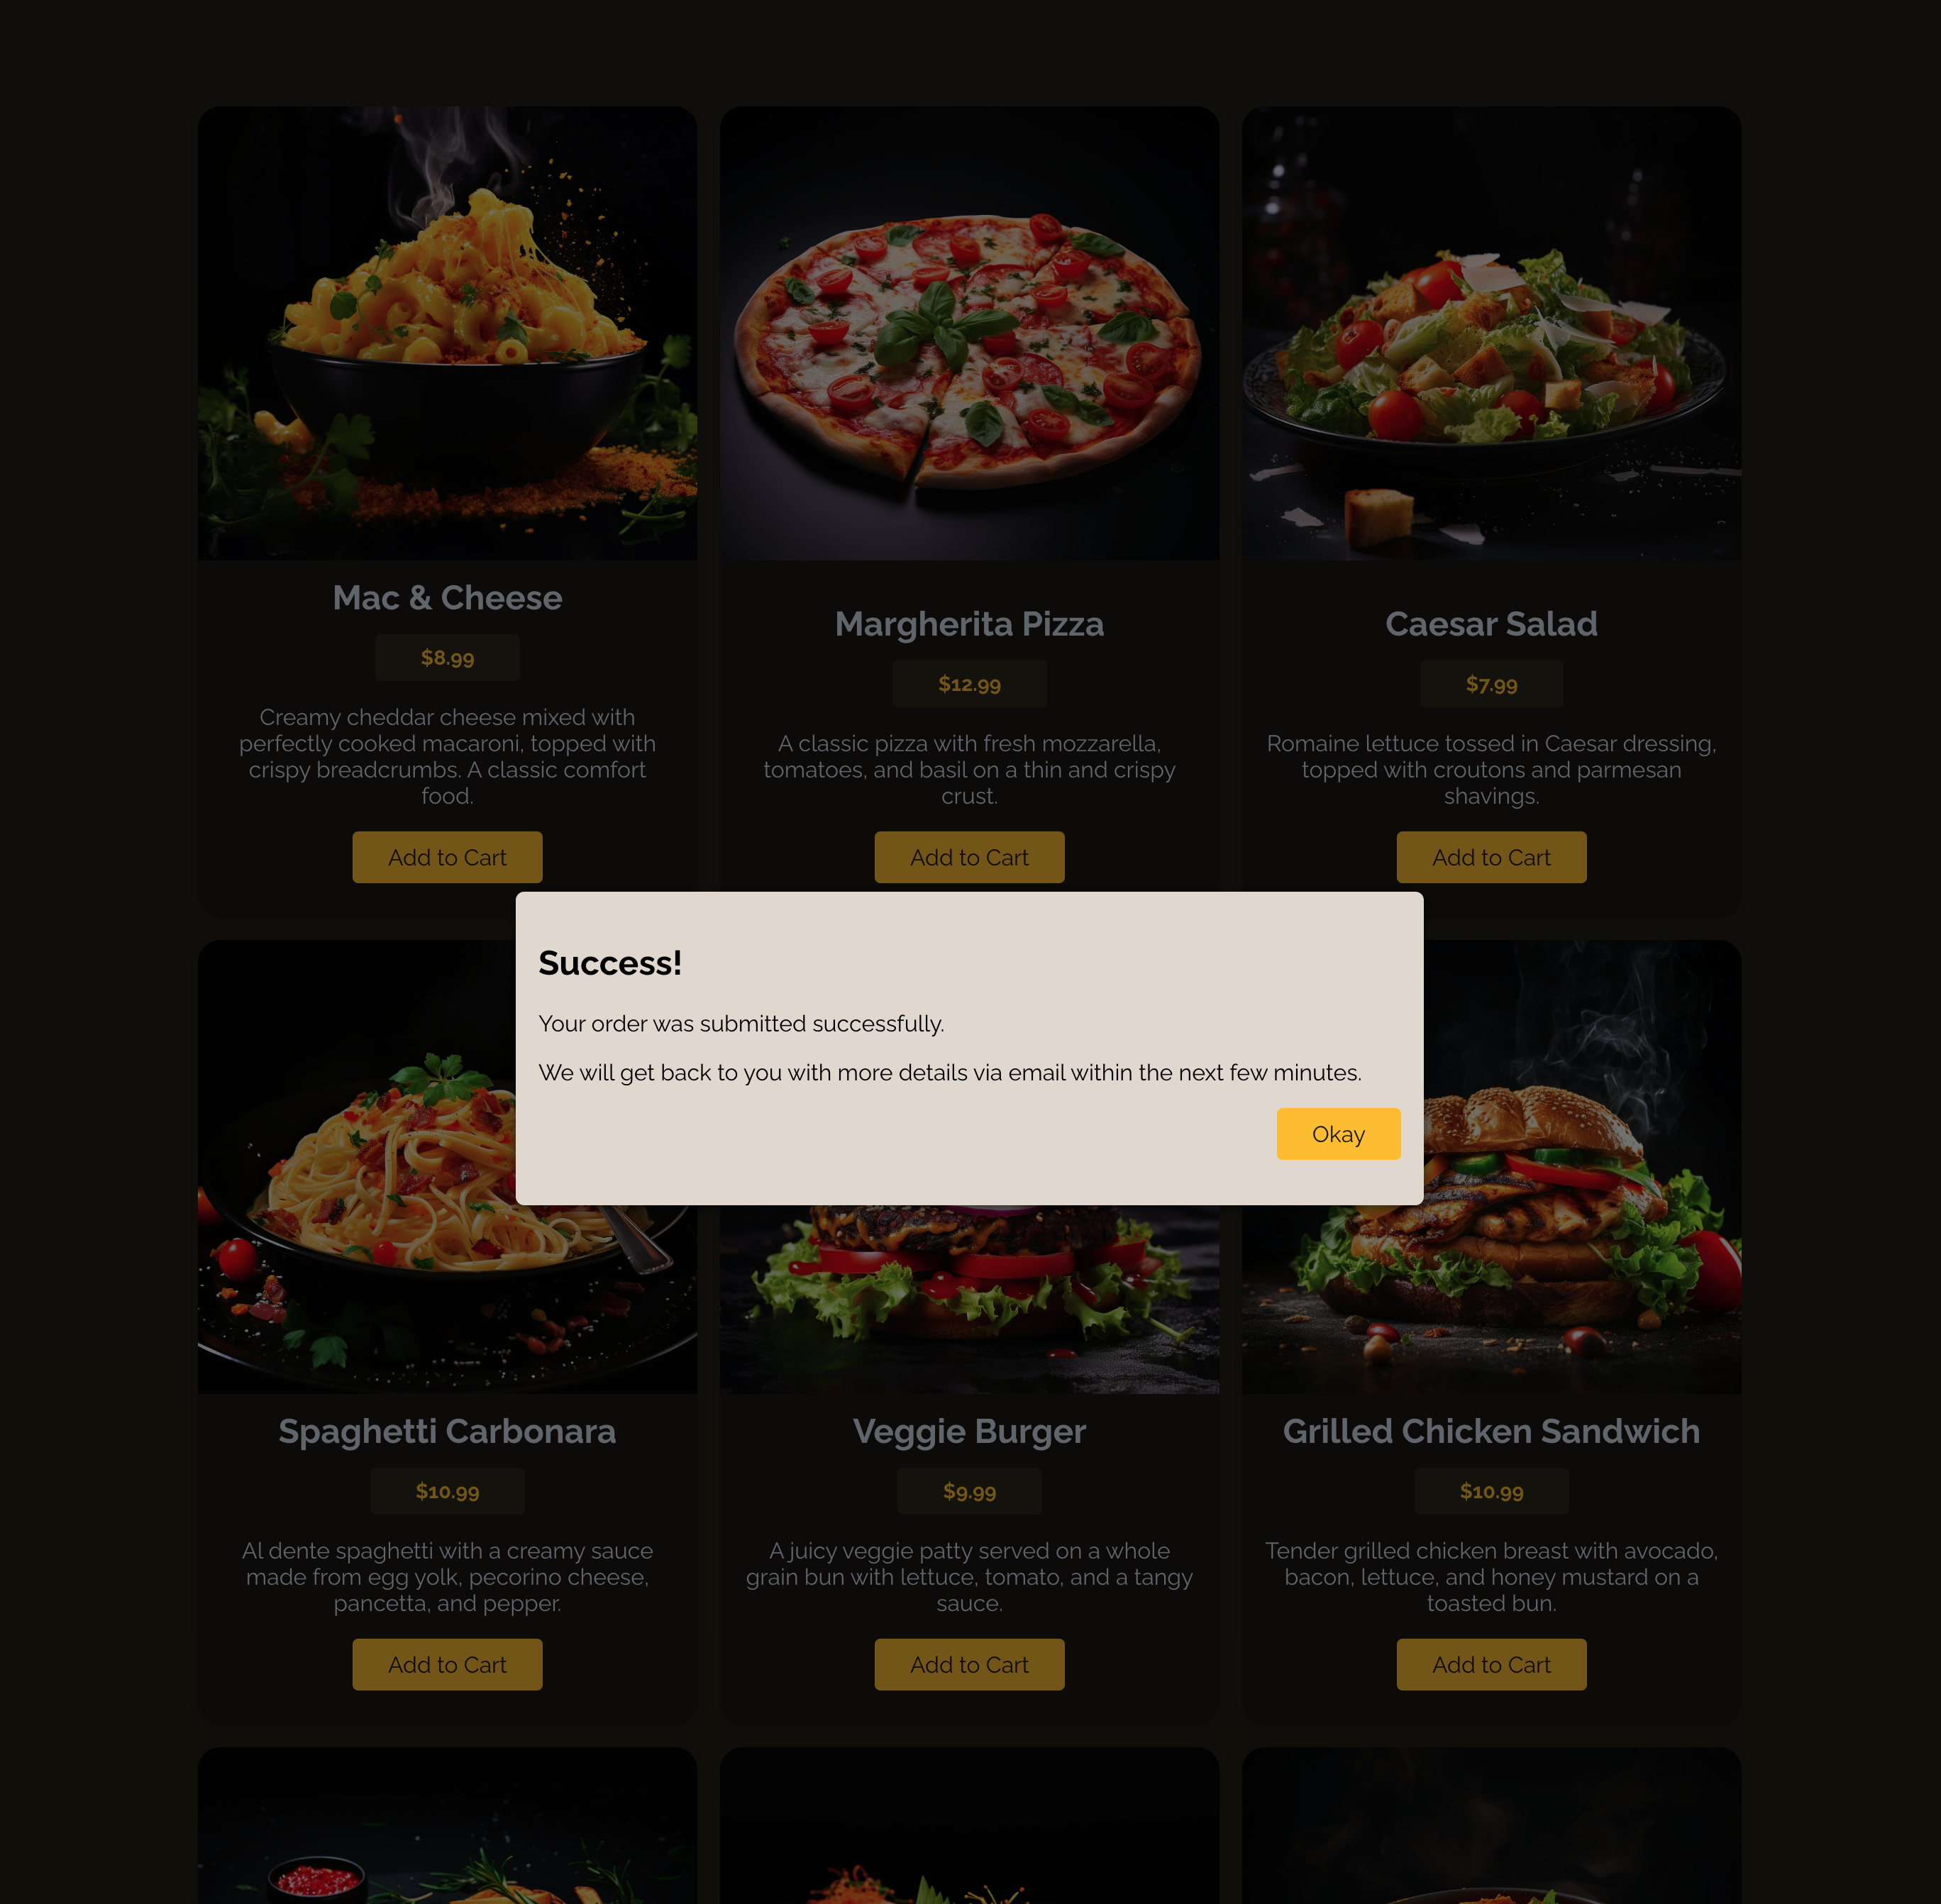 Mac & Cheese
$8.99
Creamy cheddar cheese mixed with
perfectly cooked macaroni, topped with
crispy breadcrumbs. A classic comfort
food.
Add to Cart
Margherita Pizza
$12.99
A classic pizza with fresh mozzarella,
tomatoes, and basil on a thin and crispy
crust.
Add to Cart
Caesar Salad
$7.99
Romaine lettuce tossed in Caesar dressing,
topped with croutons and parmesan
shavings.
Add to Cart
Success!
Your order was submitted successfully.
We will get back to you with more details via email within the next few minutes.
Okay
Spaghetti Carbonara
$10.99
Al dente spaghetti with a creamy sauce
made from egg yolk, pecorino cheese,
pancetta, and pepper.
Add to Cart
Veggie Burger
$9.99
A juicy veggie patty served on a whole
grain bun with lettuce, tomato, and a tangy
sauce.
Add to Cart
Grilled Chicken Sandwich
$10.99
Tender grilled chicken breast with avocado,
bacon, lettuce, and honey mustard on a
toasted bun.
Add to Cart